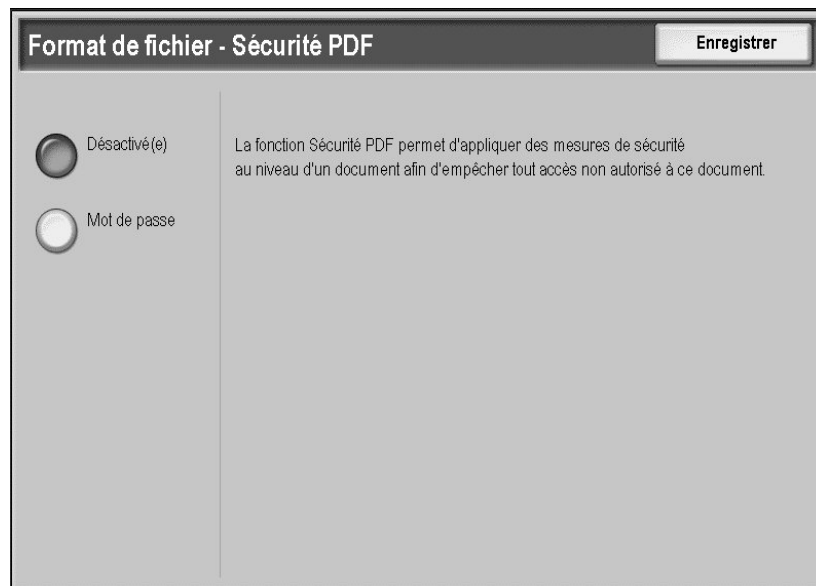 Format de fichier - Sécurité PDF
Enregistrer
Désactivé(e)
Mot de passe
La fonction Sécurité PDF permet d'appliquer des mesures de sécurité
au niveau d'un document afin d'empêcher tout accès non autorisé à ce document.